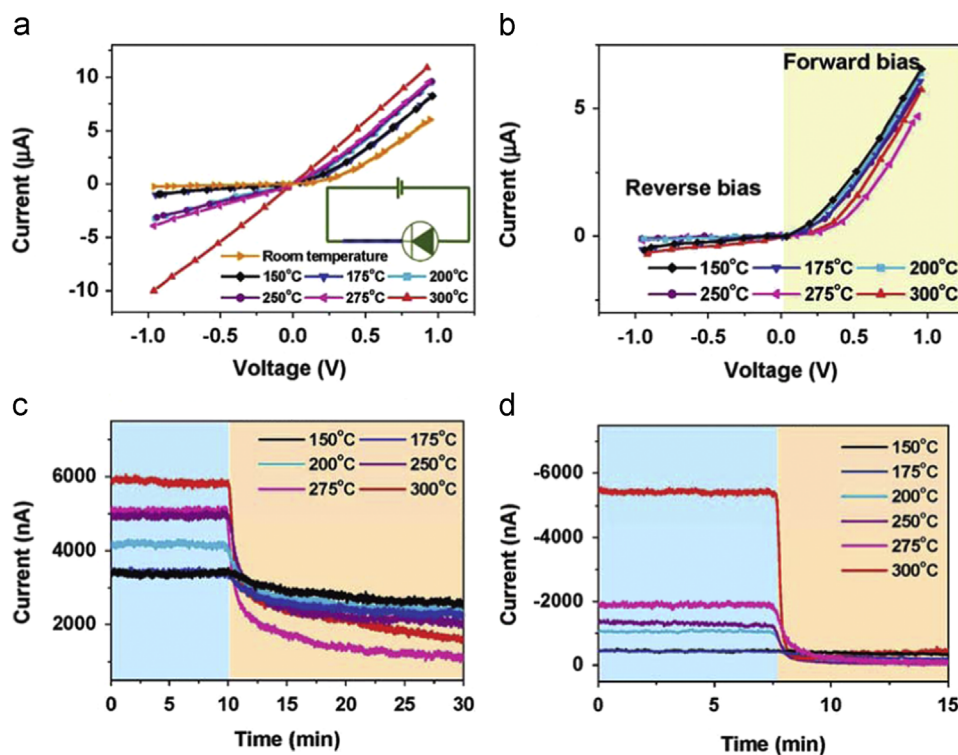 a
10
5
0
-5
-10
Current (μA)
Room temperature
150°C 175°C 200°C
250°C 275°C 300°C
-1.0 -0.5 0.0 0.5 1.0
Voltage (V)
b
Forward bias
5
0
Current (μA)
Reverse bias
150°C 175°C 200°C
250°C 275°C 300°C
-1.0 -0.5 0.0 0.5 1.0
Voltage (V)
c
150°C 175°C
200°C 250°C
275°C 300°C
6000
4000
2000
Current (nA)
0 5 10 15 20 25 30
Time (min)
d
150°C
175°C
200°C
250°C
275°C
300°C
-6000
-4000
-2000
0
Current (nA)
0 5 10 15
Time (min)